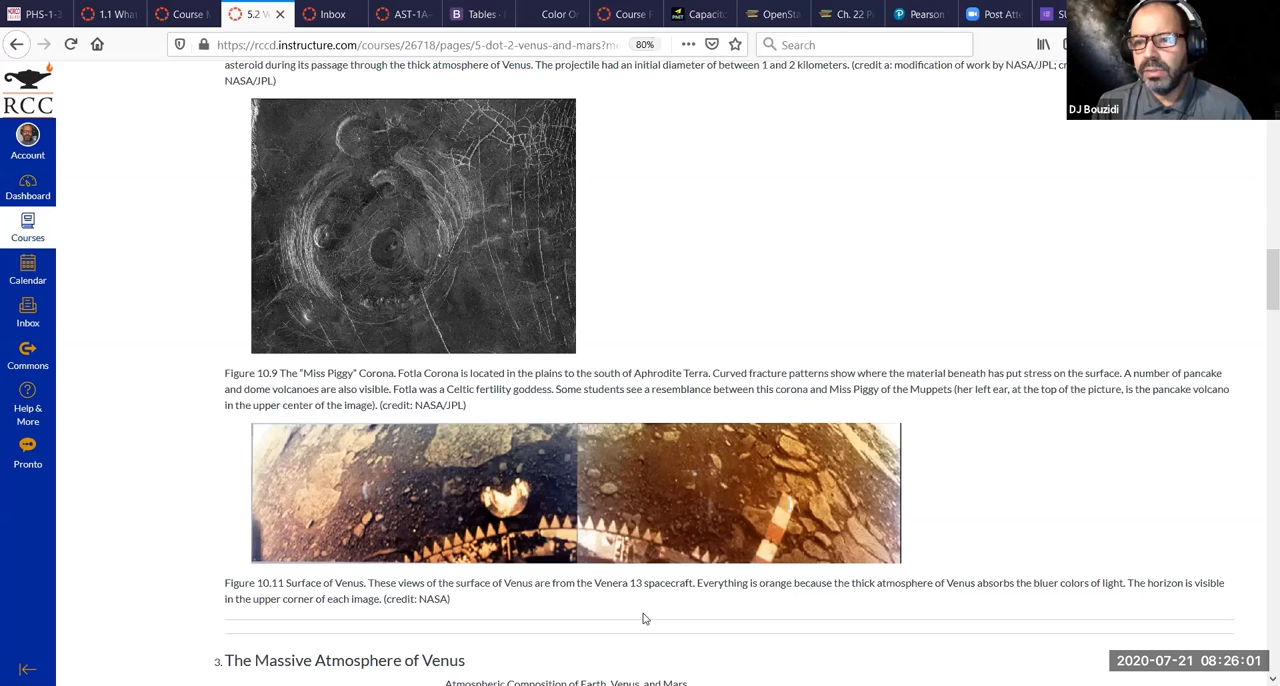 PHS-1-3
1.1 What
Course
5.2
Inbox
AST-1A-
Tables -
Color
Course
Capacit
OpenSta
Ch. 22
Pearson
Post Att
https://rccd.instructure.com/courses/26718/pages/5-dot-2-venus-and-mars?m
80%
Search
DJ Bouzidi
RCC
Account
Dashboard
Courses
Calendar
Inbox
Commons
Help &
More
Pronto
asteroid during its passage through the thick atmosphere of Venus. The projectile had an initial diameter of between 1 and 2 kilometers. (credit a: modification of work by NASA/JPL;
NASA/JPL)
Figure 10.9 The "Miss Piggy" Corona. Fotla Corona is located in the plains to the south of Aphrodite Terra. Curved fracture patterns show where the material beneath has put stress on the surface. A number of pancake
and dome volcanoes are also visible. Fotla was a Celtic fertility goddess. Some students see a resemblance between this corona and Miss Piggy of the Muppets (her left ear, at the top of the picture, is the pancake volcano
in the upper center of the image). (credit: NASA/JPL)
Figure 10.11 Surface of Venus. These views of the surface of Venus are from the Venera 13 spacecraft. Everything is orange because the thick atmosphere of Venus absorbs the bluer colors of light. The horizon is visible
in the upper corner of each image. (credit: NASA)
3. The Massive Atmosphere of Venus
Atmospheric Composition of Earth, Venus, and Mars
2020-07-21 08:26:01